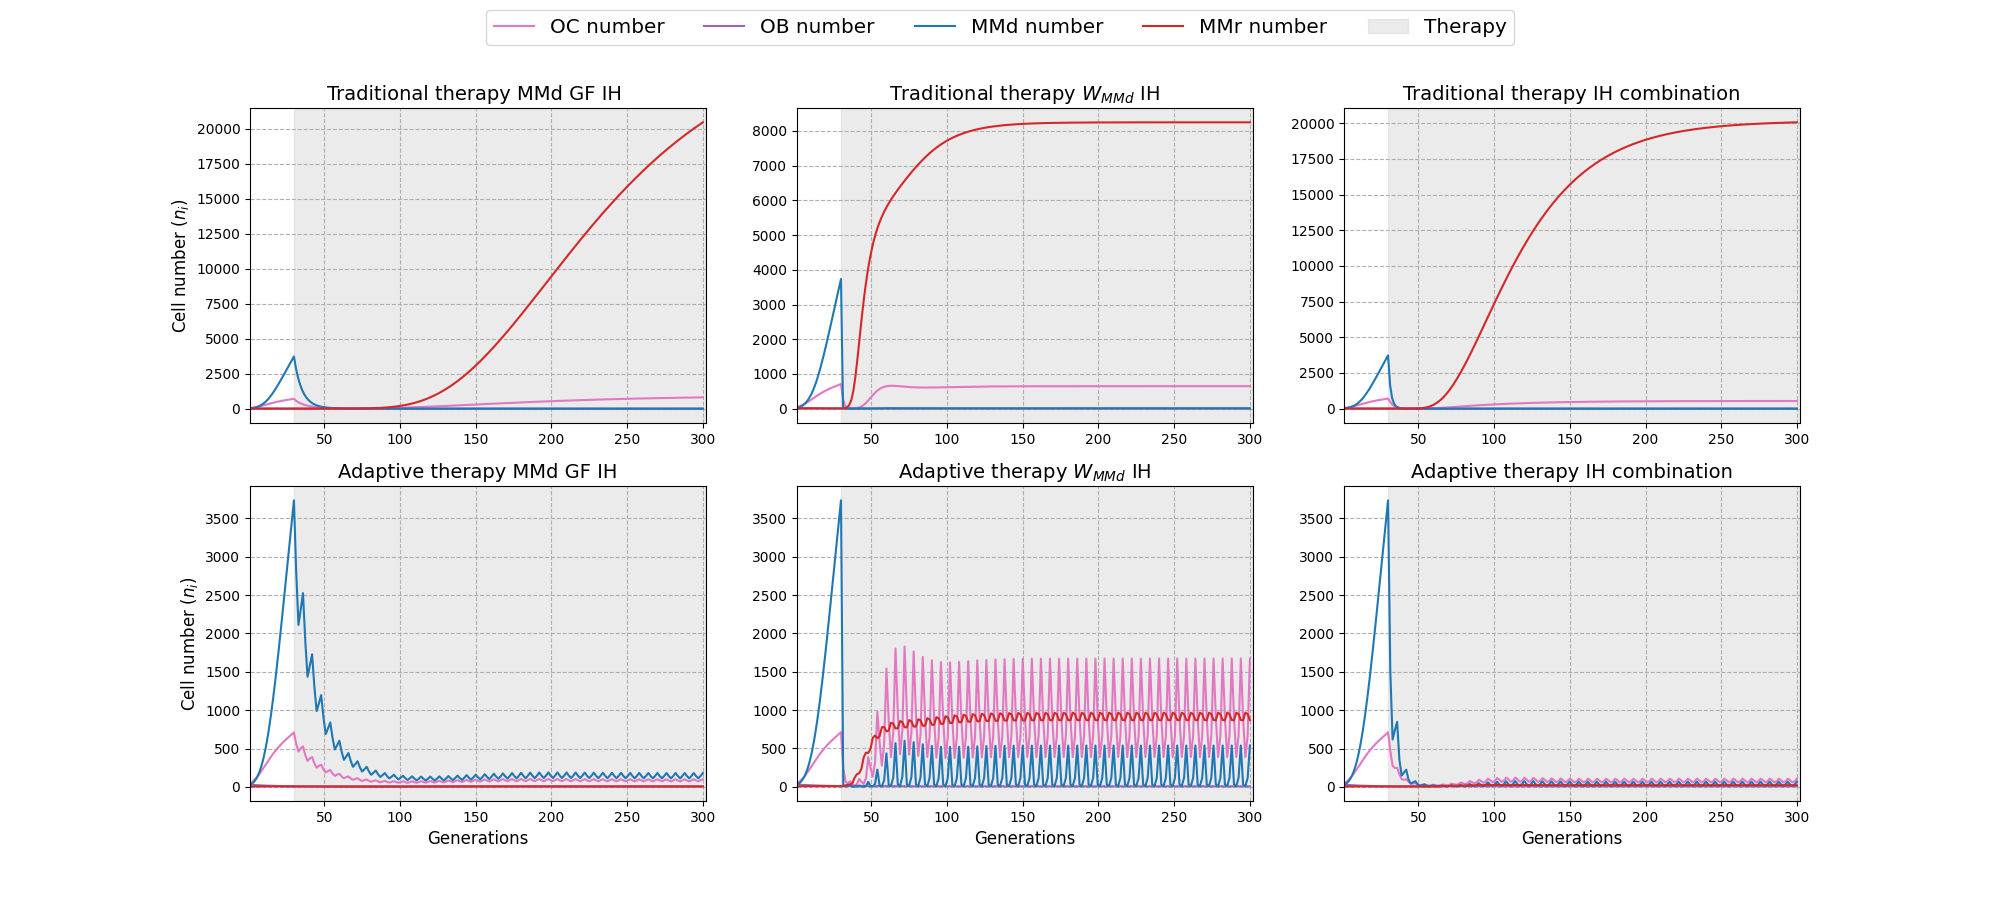 OC number OB number MMd number MMr number Therapy
Traditional therapy MMd GF IH
Cell number (nᵢ)
20000
17500
15000
12500
10000
7500
5000
2500
0
50 100 150 200 250 300
Traditional therapy W_MMd IH
8000
7000
6000
5000
4000
3000
2000
1000
0
50 100 150 200 250 300
Traditional therapy IH combination
20000
17500
15000
12500
10000
7500
5000
2500
0
50 100 150 200 250 300
Adaptive therapy MMd GF IH
Cell number (nᵢ)
3500
3000
2500
2000
1500
1000
500
0
50 100 150 200 250 300
Generations
Adaptive therapy W_MMd IH
3500
3000
2500
2000
1500
1000
500
0
50 100 150 200 250 300
Generations
Adaptive therapy IH combination
3500
3000
2500
2000
1500
1000
500
0
50 100 150 200 250 300
Generations